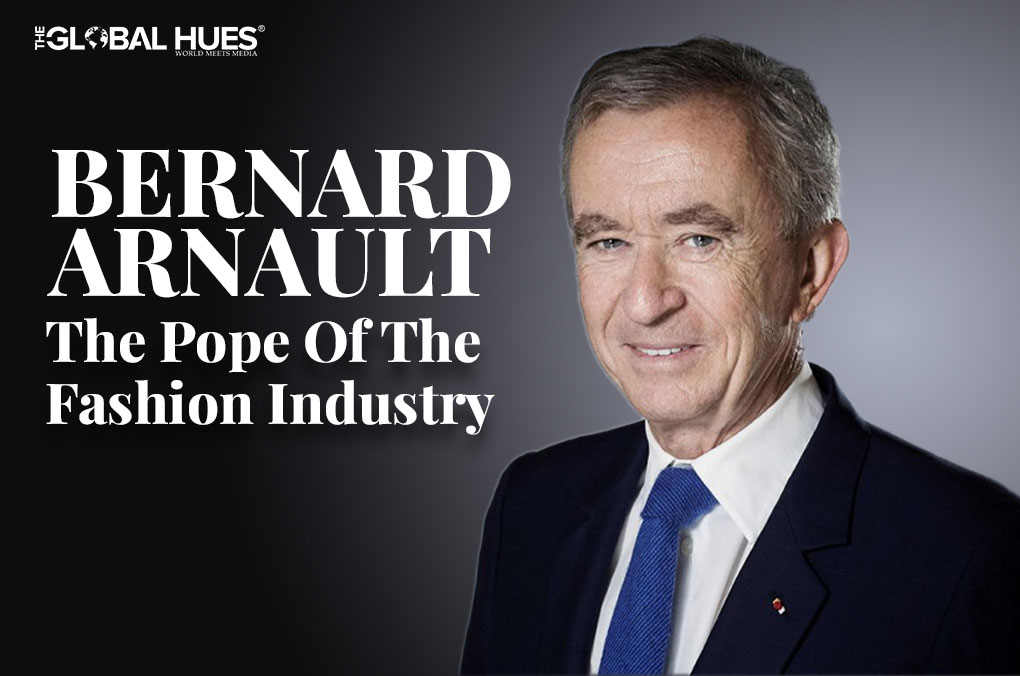 THE GLOBAL HUES®
WORLD MEETS MEDIA
BERNARD
ARNAULT
The Pope Of The
Fashion Industry